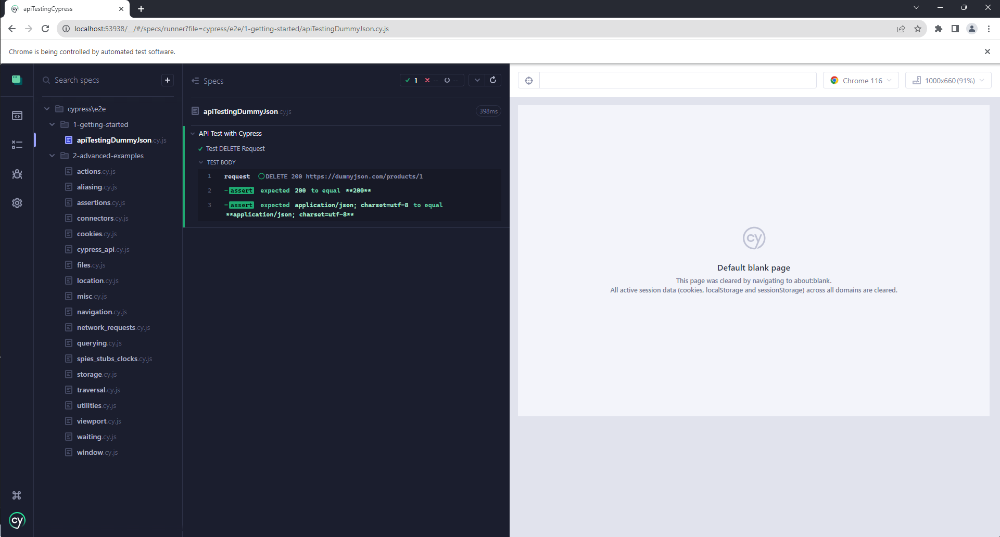 apiTestingCypress
localhost:53938/__/#/specs/runner?file=cypress/e2e/1-getting-started/apiTestingDummyJson.cy.js
Chrome is being controlled by automated test software.
Search specs
cypress\e2e
1-getting-started
apiTestingDummyJson.cy.js
2-advanced-examples
actions.cy.js
aliasing.cy.js
assertions.cy.js
connectors.cy.js
cookies.cy.js
cypress_api.cy.js
files.cy.js
location.cy.js
misc.cy.js
navigation.cy.js
network_requests.cy.js
querying.cy.js
spies_stubs_clocks.cy.js
storage.cy.js
traversal.cy.js
utilities.cy.js
viewport.cy.js
waiting.cy.js
window.cy.js
cy
Specs
1 -- --
apiTestingDummyJson.cy.js 398ms
API Test with Cypress
Test DELETE Request
TEST BODY
1 request DELETE 200 https://dummyjson.com/products/1
2 -assert expected 200 to equal **200**
3 -assert expected application/json; charset=utf-8 to equal
**application/json; charset=utf-8**
Chrome 116
1000x660 (91%)
cy
Default blank page
This page was cleared by navigating to about:blank.
All active session data (cookies, localStorage and sessionStorage) across all domains are cleared.